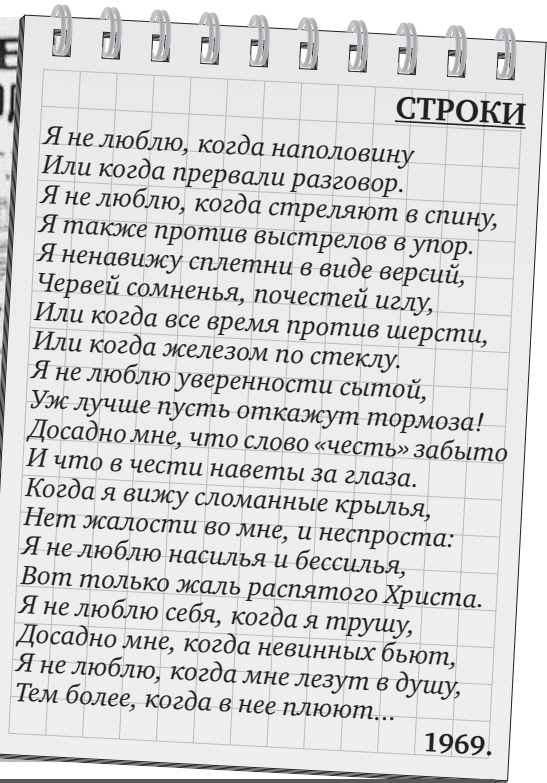 СТРОКИ
Я не люблю, когда наполовину
Или когда прервали разговор.
Я не люблю, когда стреляют в спину,
Я также против выстрелов в упор.
Я ненавижу сплетни в виде версий,
Червей сомненья, почестей иглу,
Или когда все время против шерсти,
Или когда железом по стеклу.
Я не люблю уверенности сытой,
Уж лучше пусть откажут тормоза!
Досадно мне, что слово «честь» забыто
И что в чести наветы за глаза.
Когда я вижу сломанные крылья,
Нет жалости во мне, и неспроста:
Я не люблю насилья и бессилья,
Вот только жаль распятого Христа.
Я не люблю себя, когда я трушу,
Досадно мне, когда невинных бьют,
Я не люблю, когда мне лезут в душу,
Тем более, когда в нее плюют...
1969.